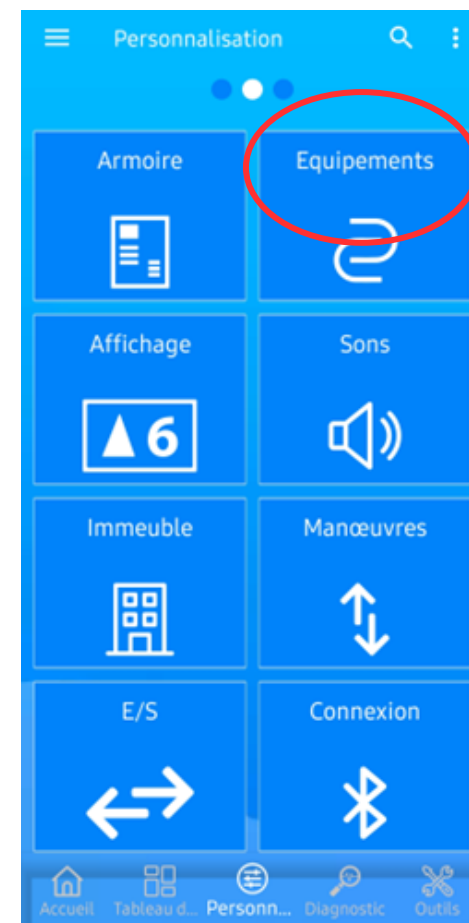 Personnalisation
Armoire
Equipements
Affichage
Sons
6
Immeuble
Manœuvres
E/S
Connexion
Accueil
Tableau d...
Personn...
Diagnostic
Outils